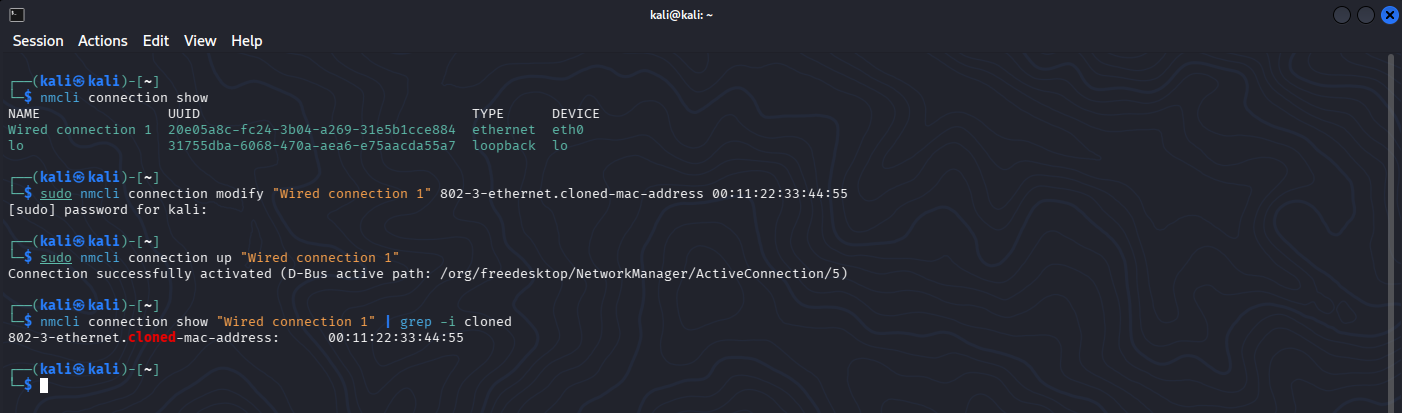 kali@kali: ~
Session Actions Edit View Help
┌──(kali㉿kali)-[~]
└─$ nmcli connection show
NAME                UUID                                  TYPE      DEVICE
Wired connection 1  20e05a8c-fc24-3b04-a269-31e5b1cce884  ethernet  eth0
lo                  31755dba-6068-470a-aea6-e75aacda55a7  loopback  lo
┌──(kali㉿kali)-[~]
└─$ sudo nmcli connection modify "Wired connection 1" 802-3-ethernet.cloned-mac-address 00:11:22:33:44:55
[sudo] password for kali:
┌──(kali㉿kali)-[~]
└─$ sudo nmcli connection up "Wired connection 1"
Connection successfully activated (D-Bus active path: /org/freedesktop/NetworkManager/ActiveConnection/5)
┌──(kali㉿kali)-[~]
└─$ nmcli connection show "Wired connection 1" | grep -i cloned
802-3-ethernet.cloned-mac-address:      00:11:22:33:44:55
┌──(kali㉿kali)-[~]
└─$